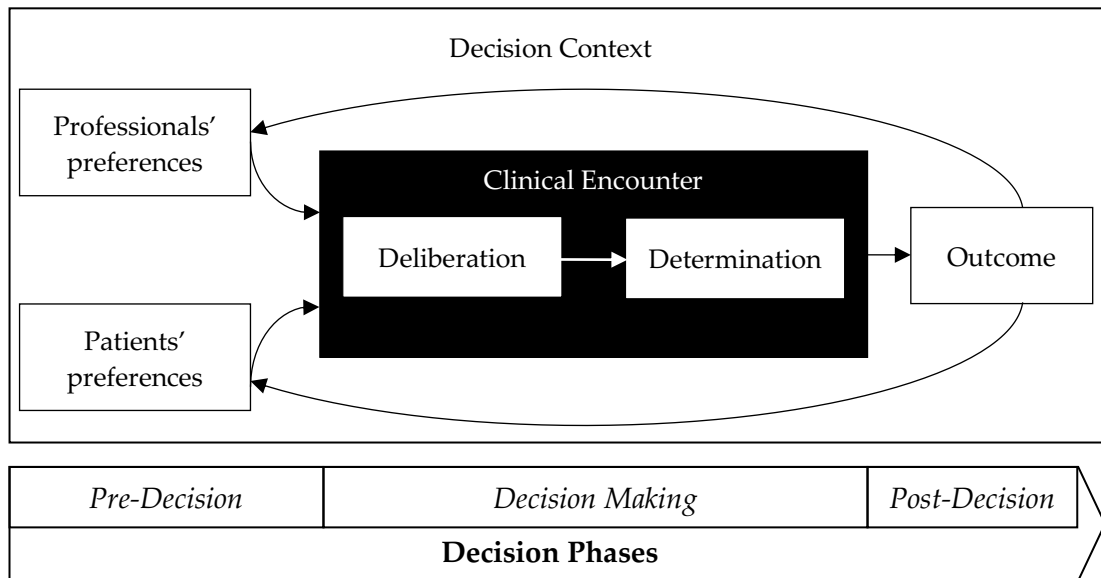 Decision Context
Professionals’
preferences
Clinical Encounter
Deliberation
Determination
Outcome
Patients’
preferences
Pre-Decision
Decision Making
Post-Decision
Decision Phases